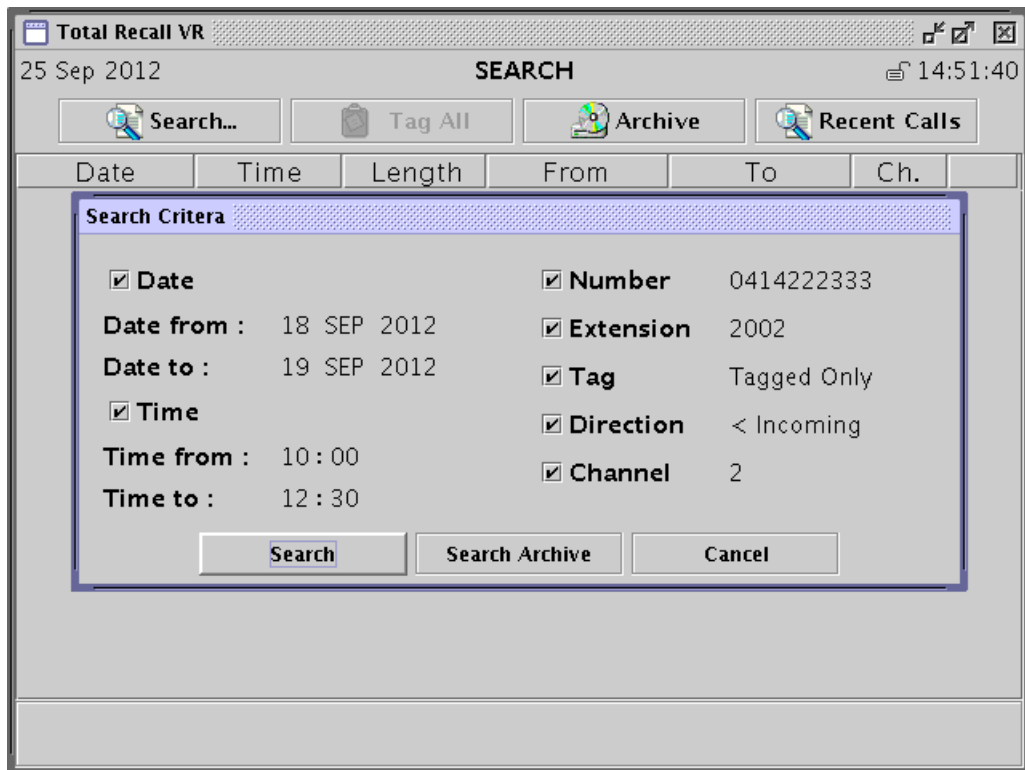 Total Recall VR
25 Sep 2012 SEARCH 14:51:40
Search... Tag All Archive Recent Calls
Date Time Length From To Ch.
Search Critera
Date
Date from : 18 SEP 2012
Date to : 19 SEP 2012
Time
Time from : 10:00
Time to : 12:30
Number 0414222333
Extension 2002
Tag Tagged Only
Direction < Incoming
Channel 2
Search Search Archive Cancel